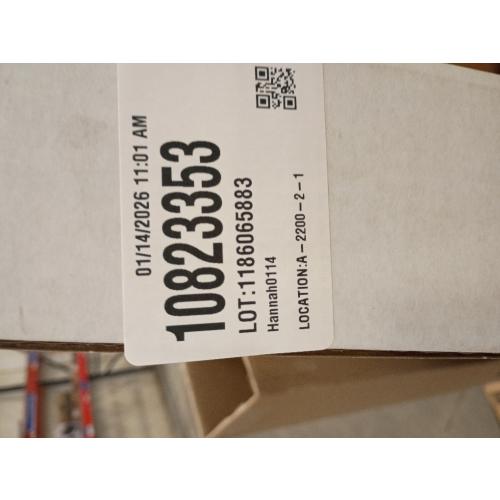 01/14/2026 11:01 AM
10823353
LOT:1186065883
Hannah0114
LOCATION:A-2200-2-1